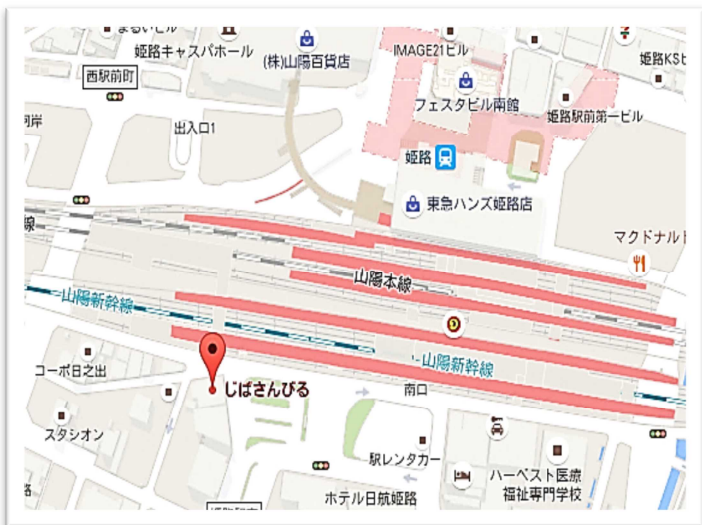 まるいビル
姫路キャスパホール
(株)山陽百貨店
IMAGE21ビル
姫路KSビ
西駅前町
フェスタビル南館
姫路駅前第一ビル
河岸
出入口1
姫路
東急ハンズ姫路店
マクドナルド
線
山陽本線
山陽新幹線
山陽新幹線
コーポ日之出
じばさんびる
南口
スタシオン
駅レンタカー
ハーベスト医療
福祉専門学校
ホテル日航姫路
路